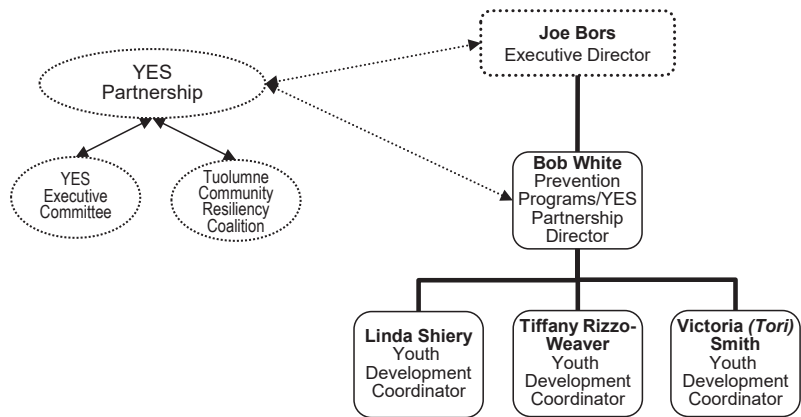 Joe Bors
Executive Director
YES
Partnership
YES
Executive
Committee
Tuolumne
Community
Resiliency
Coalition
Bob White
Prevention
Programs/YES
Partnership
Director
Linda Shiery
Youth
Development
Coordinator
Tiffany Rizzo-
Weaver
Youth
Development
Coordinator
Victoria (Tori)
Smith
Youth
Development
Coordinator